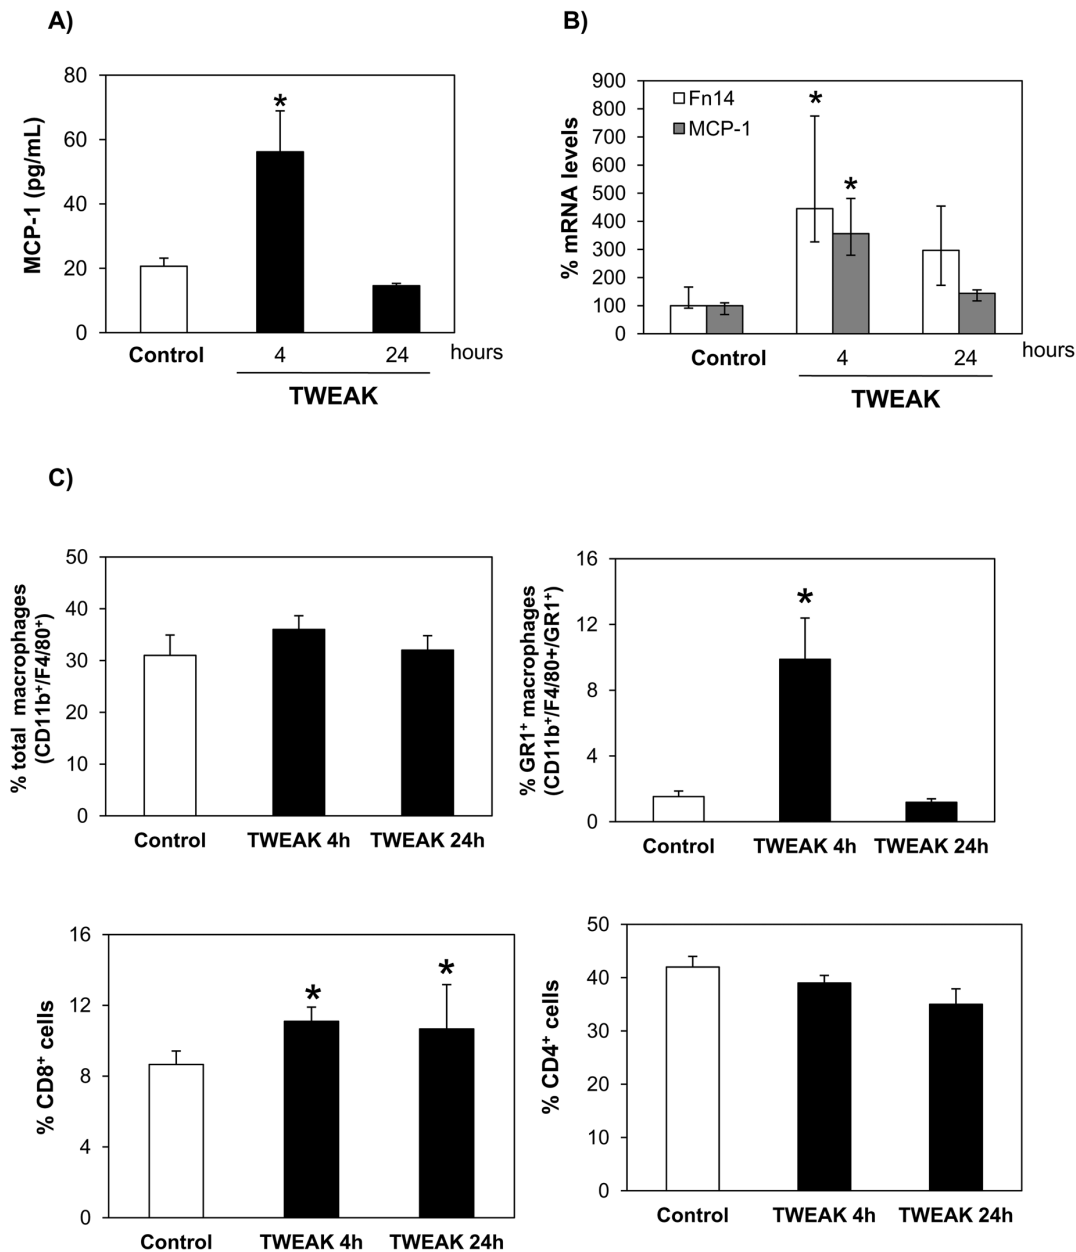 A)
80
60
40
20
0
MCP-1 (pg/mL)
*
Control
4
24
hours
TWEAK
B)
900
800
700
600
500
400
300
200
100
0
% mRNA levels
Fn14
MCP-1
*
*
Control
4
24
hours
TWEAK
C)
50
40
30
20
10
0
% total macrophages
(CD11b⁺/F4/80⁺)
Control
TWEAK 4h
TWEAK 24h
16
12
8
4
0
% GR1⁺ macrophages
(CD11b⁺/F4/80+/GR1⁺)
*
Control
TWEAK 4h
TWEAK 24h
16
12
8
4
0
% CD8⁺ cells
*
*
Control
TWEAK 4h
TWEAK 24h
50
40
30
20
10
0
% CD4⁺ cells
Control
TWEAK 4h
TWEAK 24h